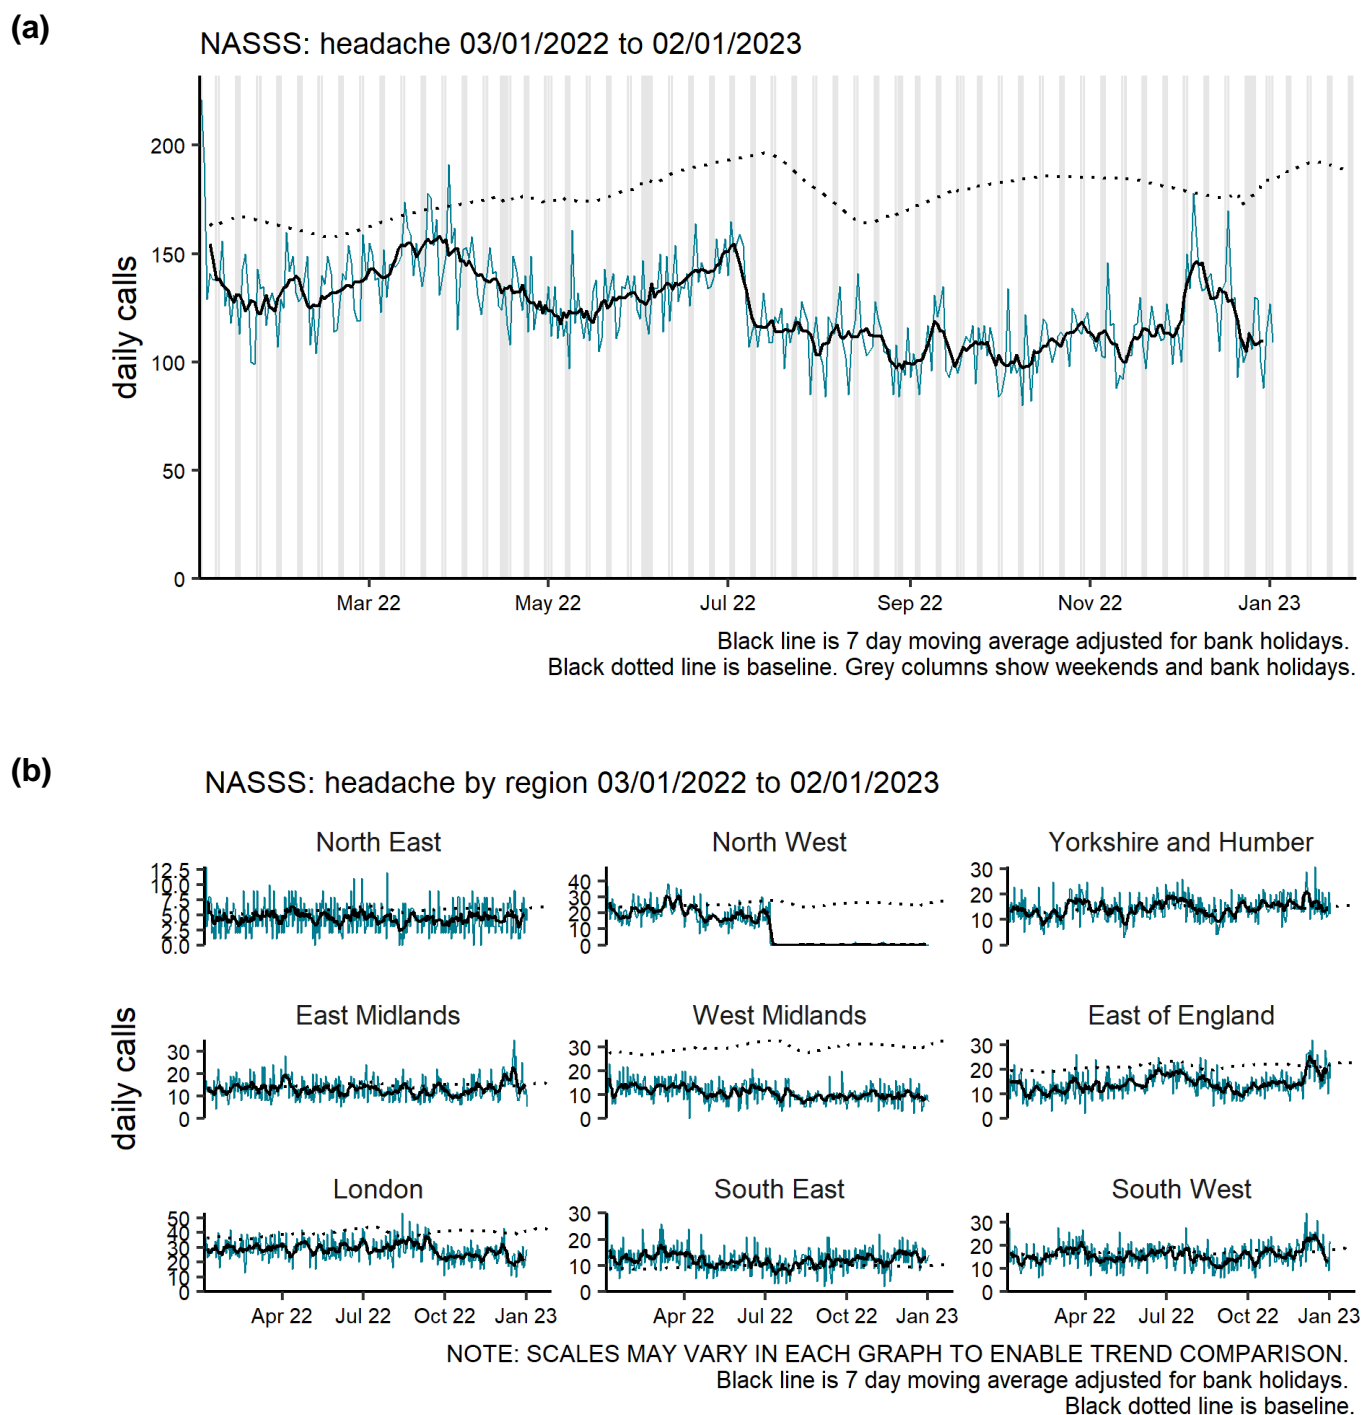 (a)
NASSS: headache 03/01/2022 to 02/01/2023
daily calls
200
150
100
50
0
Mar 22 May 22 Jul 22 Sep 22 Nov 22 Jan 23
Black line is 7 day moving average adjusted for bank holidays.
Black dotted line is baseline. Grey columns show weekends and bank holidays.
(b)
NASSS: headache by region 03/01/2022 to 02/01/2023
daily calls
North East
12.5
10.0
7.5
5.0
2.5
0.0
North West
40
30
20
10
0
Yorkshire and Humber
30
20
10
0
East Midlands
30
20
10
0
West Midlands
30
20
10
0
East of England
30
20
10
0
London
50
40
30
20
10
0
Apr 22 Jul 22 Oct 22 Jan 23
South East
30
20
10
0
Apr 22 Jul 22 Oct 22 Jan 23
South West
30
20
10
0
Apr 22 Jul 22 Oct 22 Jan 23
NOTE: SCALES MAY VARY IN EACH GRAPH TO ENABLE TREND COMPARISON.
Black line is 7 day moving average adjusted for bank holidays.
Black dotted line is baseline.